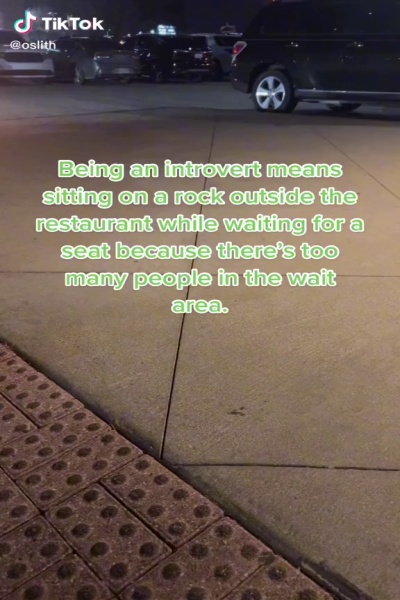 TikTok
@oslith
Being an introvert means
sitting on a rock outside the
restaurant while waiting for a
seat because there's too
many people in the wait
area.